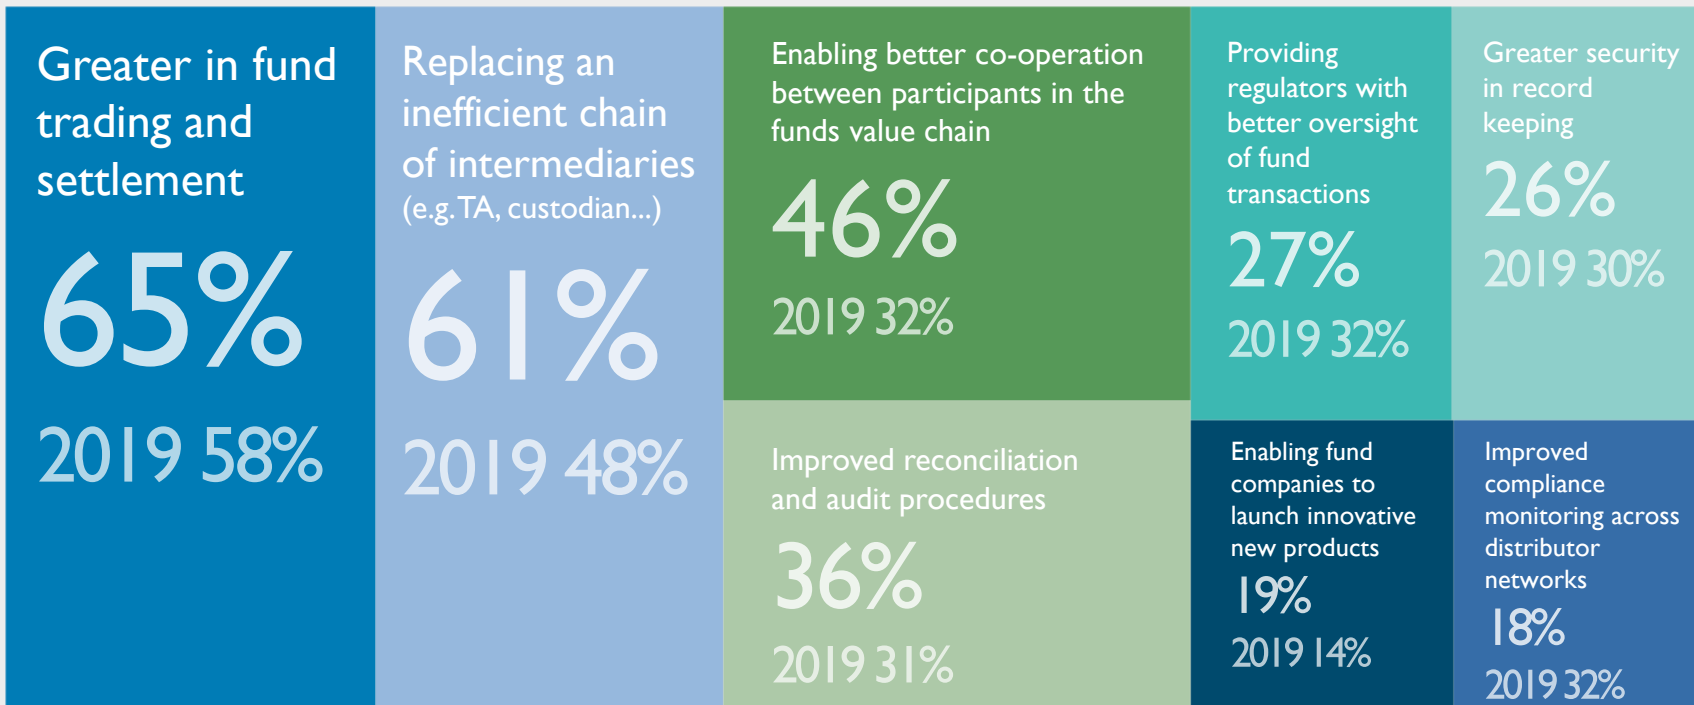 Greater in fund
trading and
settlement
65%
2019 58%
Replacing an
inefficient chain
of intermediaries
(e.g. TA, custodian...)
61%
2019 48%
Enabling better co-operation
between participants in the
funds value chain
46%
2019 32%
Improved reconciliation
and audit procedures
36%
2019 31%
Providing
regulators with
better oversight
of fund
transactions
27%
2019 32%
Greater security
in record
keeping
26%
2019 30%
Enabling fund
companies to
launch innovative
new products
19%
2019 14%
Improved
compliance
monitoring across
distributor
networks
18%
2019 32%